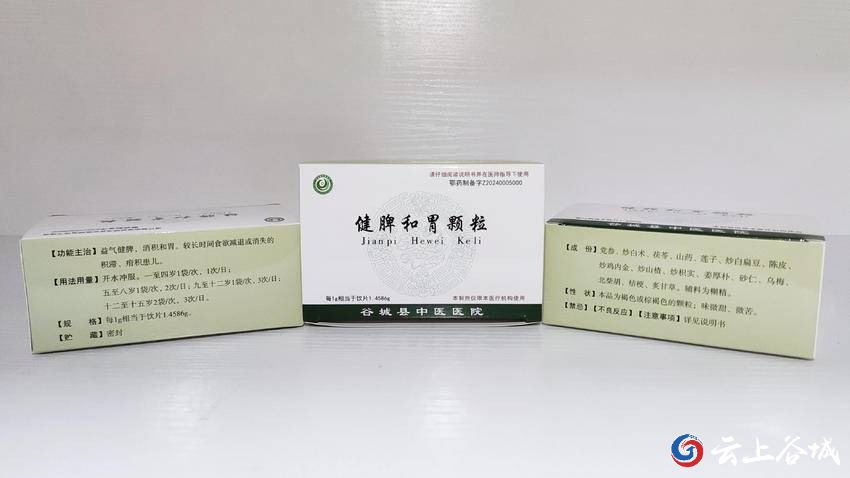 健脾和胃颗粒
【功能主治】益气健脾，消积和胃。较长时间食欲减退或消失的
积滞、疳积患儿。
【用法用量】开水冲服。一至四岁1袋/次，1次/日；
五至八岁1袋/次，2次/日；九至十二岁1袋/次，3次/日；
十二至十五岁2袋/次，3次/日。
【规　　格】每1g相当于饮片1.4586g。
【贮　　藏】密封
请仔细阅读说明书并在医师指导下使用
鄂药制备字Z20240005000
健脾和胃颗粒
Jianpi Hewei Keli
每1g相当于饮片1.4586g
本制剂仅限本医疗机构使用
谷城县中医医院
【成　　份】党参、炒白术、茯苓、山药、莲子、炒白扁豆、陈皮、
炒鸡内金、炒山楂、炒枳实、姜厚朴、砂仁、乌梅、
北柴胡、桔梗、炙甘草。辅料为糊精。
【性　　状】本品为褐色或棕褐色的颗粒；味微甜、微苦。
【禁忌】【不良反应】【注意事项】详见说明书
云上谷城